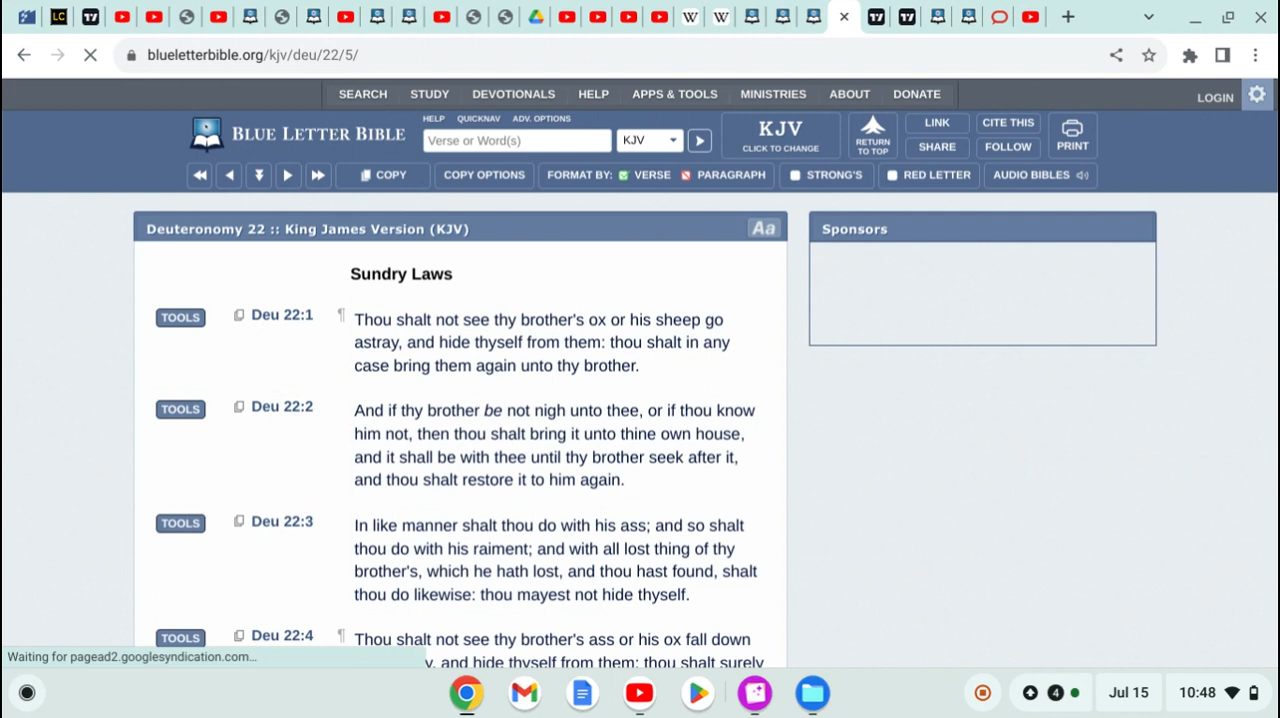 LC
blueletterbible.org/kjv/deu/22/5/
SEARCH STUDY DEVOTIONALS HELP APPS & TOOLS MINISTRIES ABOUT DONATE LOGIN
HELP QUICKNAV ADV. OPTIONS
BLUE LETTER BIBLE
Verse or Word(s) KJV
KJV
CLICK TO CHANGE
RETURN
TO TOP
LINK CITE THIS
SHARE FOLLOW
PRINT
COPY COPY OPTIONS FORMAT BY: VERSE PARAGRAPH STRONG'S RED LETTER AUDIO BIBLES
Deuteronomy 22 :: King James Version (KJV) Aa
Sponsors
Sundry Laws
TOOLS Deu 22:1 ¶ Thou shalt not see thy brother's ox or his sheep go
astray, and hide thyself from them: thou shalt in any
case bring them again unto thy brother.
TOOLS Deu 22:2 And if thy brother be not nigh unto thee, or if thou know
him not, then thou shalt bring it unto thine own house,
and it shall be with thee until thy brother seek after it,
and thou shalt restore it to him again.
TOOLS Deu 22:3 In like manner shalt thou do with his ass; and so shalt
thou do with his raiment; and with all lost thing of thy
brother's, which he hath lost, and thou hast found, shalt
thou do likewise: thou mayest not hide thyself.
TOOLS Deu 22:4 ¶ Thou shalt not see thy brother's ass or his ox fall down
y, and hide thyself from them: thou shalt surely
Waiting for pagead2.googlesyndication.com...
4 Jul 15 10:48